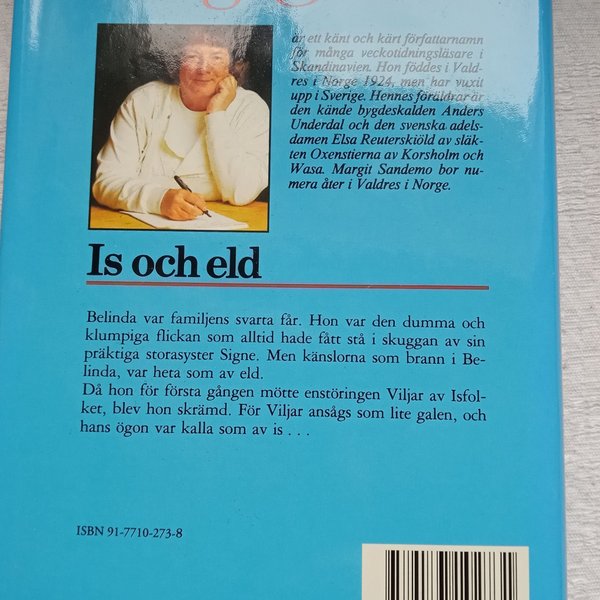 är ett känt och kärt författarnamn
för många veckotidningsläsare i
Skandinavien. Hon föddes i Vald-
res i Norge 1924, men har vuxit
upp i Sverige. Hennes föräldrar är
den kände bygdeskalden Anders
Underdal och den svenska adels-
damen Elsa Reuterskiöld av släk-
ten Oxenstierna av Korsholm och
Wasa. Margit Sandemo bor nu-
mera åter i Valdres i Norge.
Is och eld
Belinda var familjens svarta får. Hon var den dumma och
klumpiga flickan som alltid hade fått stå i skuggan av sin
präktiga storasyster Signe. Men känslorna som brann i Be-
linda, var heta som av eld.
Då hon för första gången mötte enstöringen Viljar av Isfol-
ket, blev hon skrämd. För Viljar ansågs som lite galen, och
hans ögon var kalla som av is . . .
ISBN 91-7710-273-8